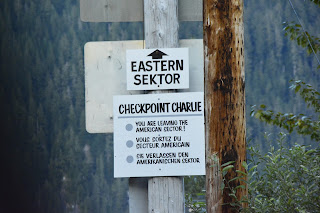 EASTERN
SEKTOR
CHECKPOINT CHARLIE
YOU ARE LEAVING THE
AMERICAN SECTOR!
VOUS SORTEZ DU
SECTEUR AMERICAIN
SIE VERLASSEN DEN
AMERIKANISCHEN SEKTOR